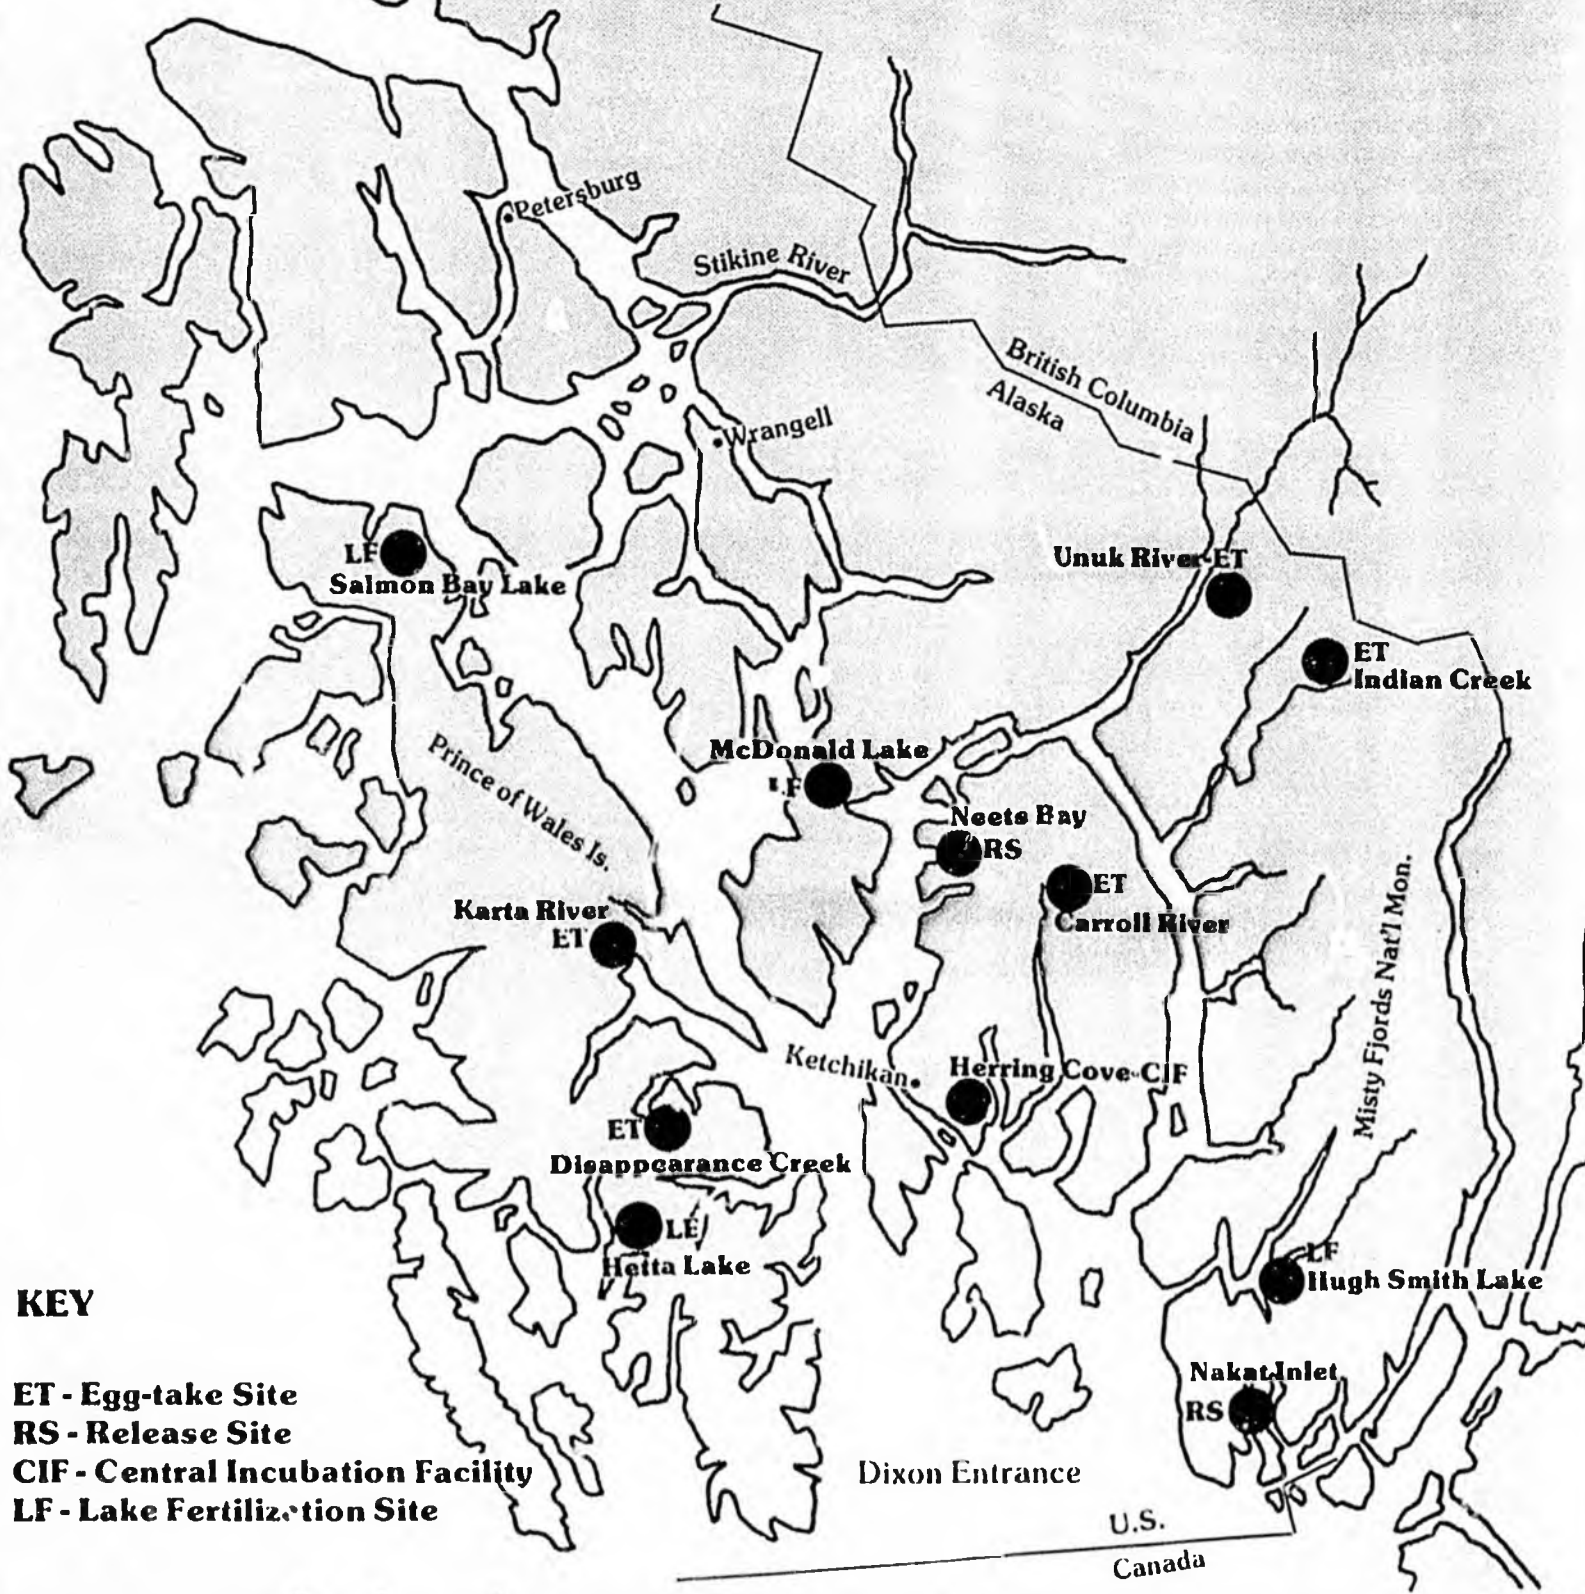 Petersburg
Stikine River
British Columbia
Alaska
Wrangell
LF
Salmon Bay Lake
Unuk River-ET
ET
Indian Creek
Prince of Wales Is.
McDonald Lake
LF
Neets Bay
RS
ET
Carroll River
Misty Fjords Nat'l Mon.
Karta River
ET
Ketchikan
Herring Cove-CIF
ET
Disappearance Creek
LF
Hetta Lake
LF
Hugh Smith Lake
Nakat Inlet
RS
KEY
ET - Egg-take Site
RS - Release Site
CIF - Central Incubation Facility
LF - Lake Fertilization Site
Dixon Entrance
U.S.
Canada